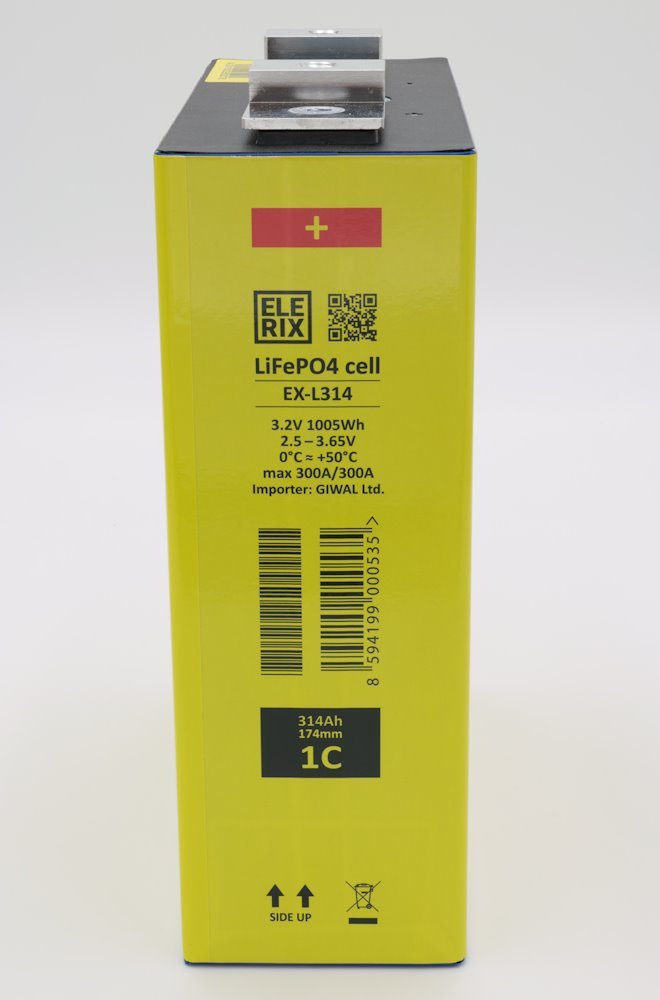 +
ELE
RIX
LiFePO4 cell
EX-L314
3.2V 1005Wh
2.5 – 3.65V
0°C ≈ +50°C
max 300A/300A
Importer: GIWAL Ltd.
8 594199 000535 >
314Ah
174mm
1C
SIDE UP